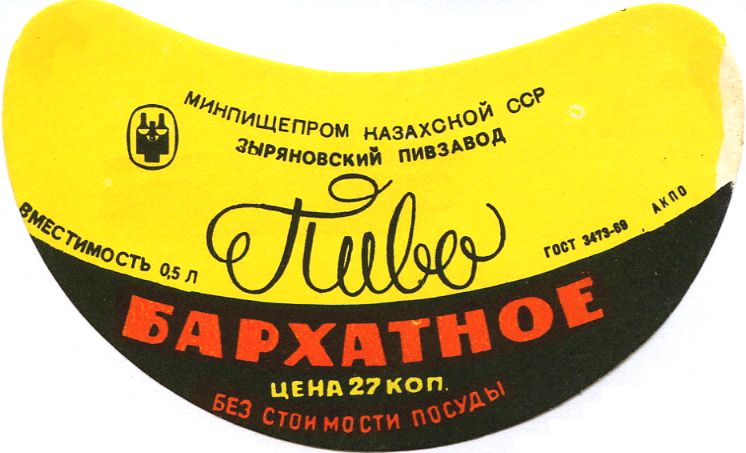 МИНПИЩЕПРОМ КАЗАХСКОЙ ССР
ЗЫРЯНОВСКИЙ ПИВЗАВОД
Пиво
ВМЕСТИМОСТЬ 0,5 Л
ГОСТ 3473-69 АКПО
БАРХАТНОЕ
ЦЕНА 27 КОП.
БЕЗ СТОИМОСТИ ПОСУДЫ